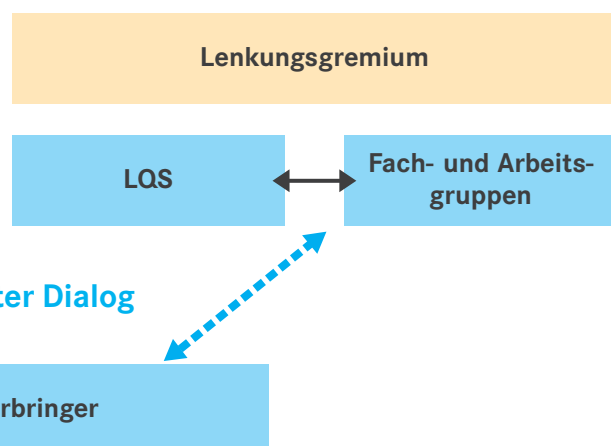 Lenkungsgremium
LQS
Fach- und Arbeits-
gruppen
ter Dialog
rbringer